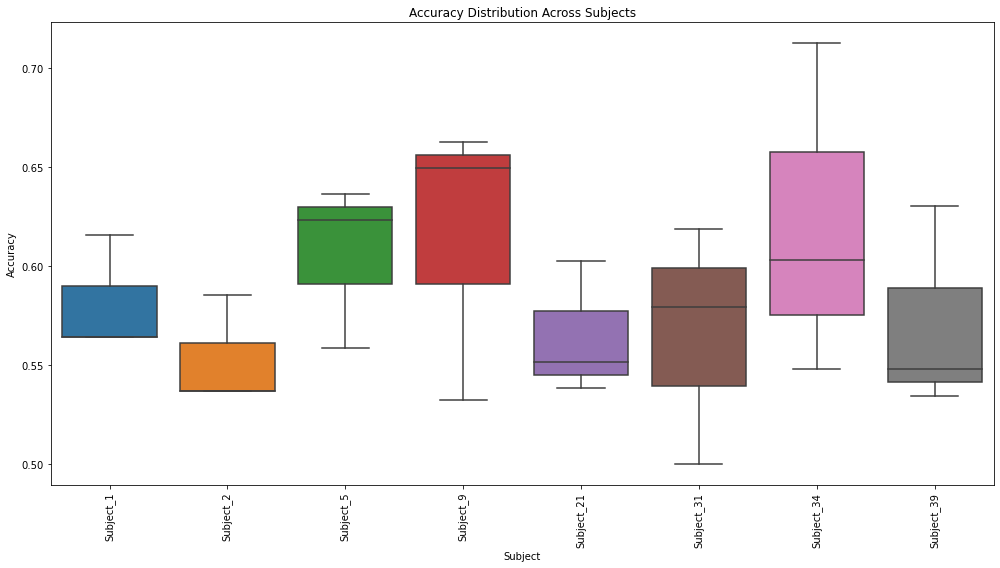 Accuracy Distribution Across Subjects
Accuracy
0.70
0.65
0.60
0.55
0.50
Subject_1
Subject_2
Subject_5
Subject_9
Subject_21
Subject_31
Subject_34
Subject_39
Subject